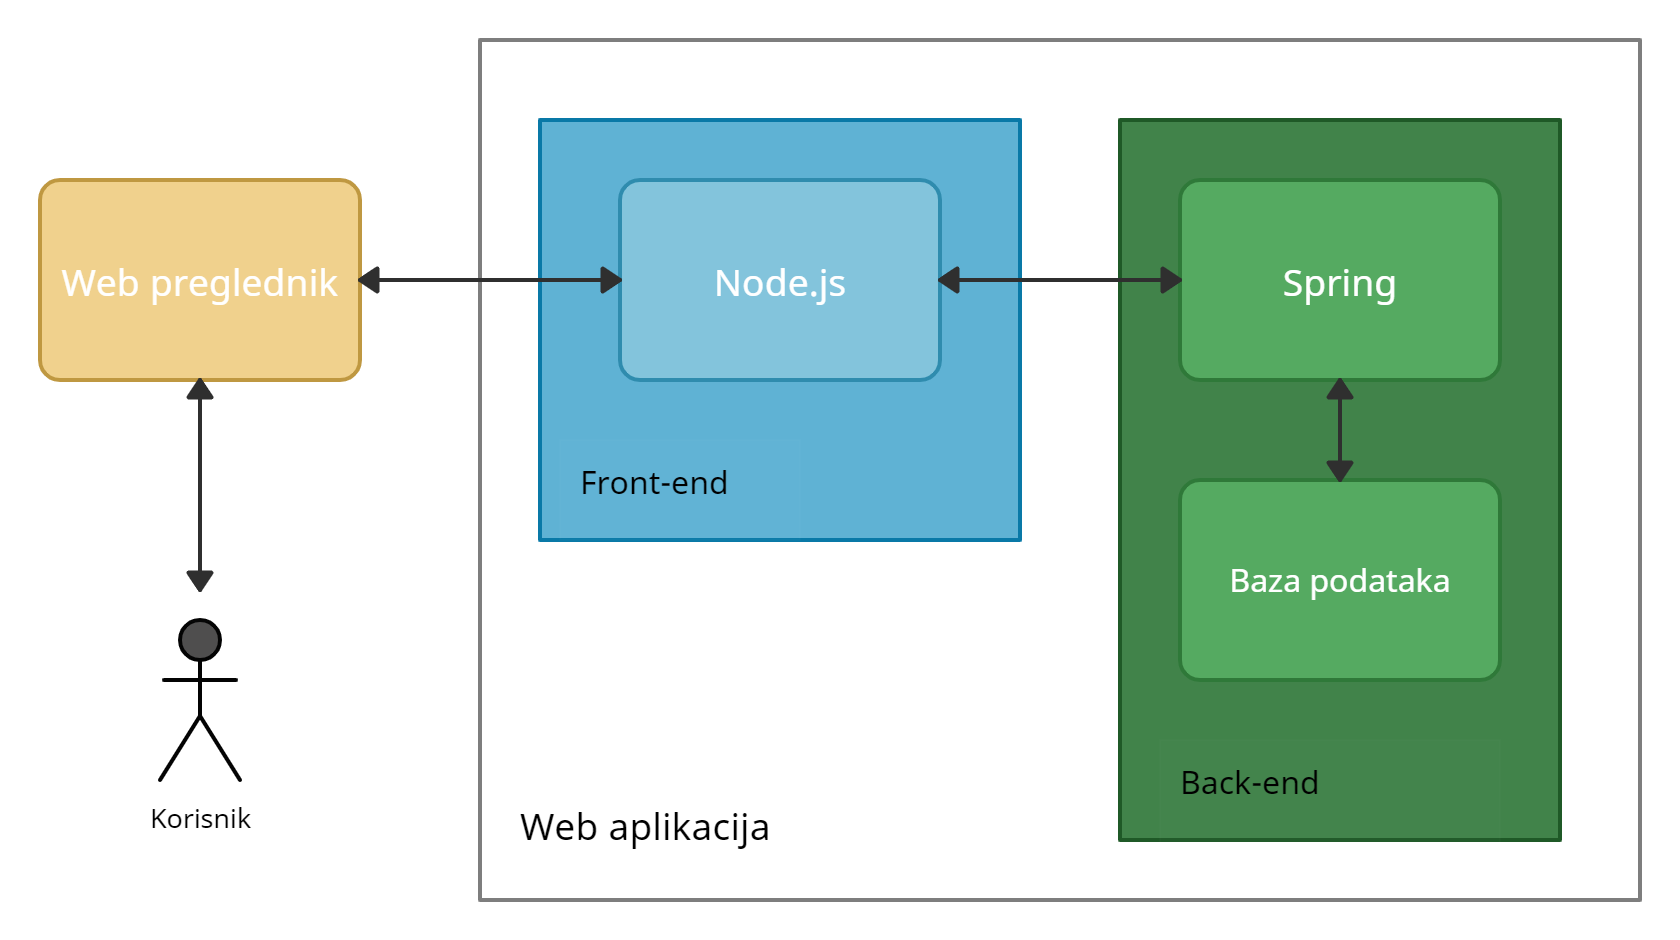 Web preglednik
Node.js
Spring
Front-end
Baza podataka
Back-end
Korisnik
Web aplikacija